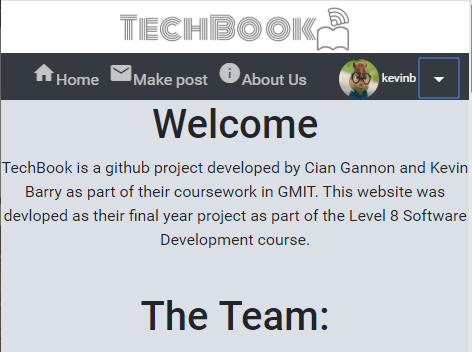 TechBook
Home Make post About Us kevinb
Welcome
TechBook is a github project developed by Cian Gannon and Kevin
Barry as part of their coursework in GMIT. This website was
devloped as their final year project as part of the Level 8 Software
Development course.
The Team: